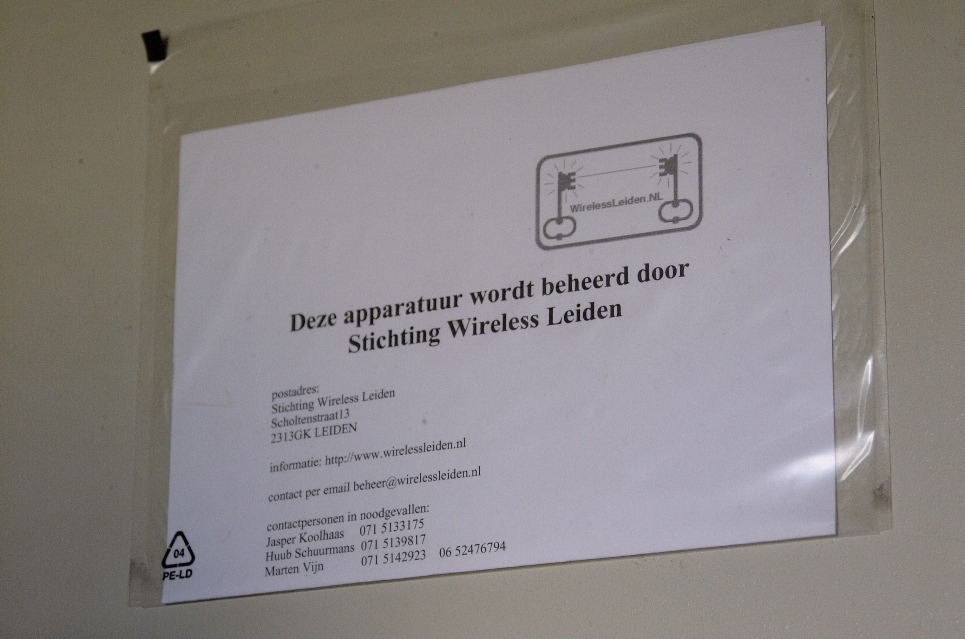 WirelessLeiden.NL
Deze apparatuur wordt beheerd door
Stichting Wireless Leiden
postadres:
Stichting Wireless Leiden
Scholtenstraat13
2313GK LEIDEN
informatie: http://www.wirelessleiden.nl
contact per email beheer@wirelessleiden.nl
contactpersonen in noodgevallen:
Jasper Koolhaas 071 5133175
Huub Schuurmans 071 5139817
Marten Vijn 071 5142923 06 52476794
04
PE-LD